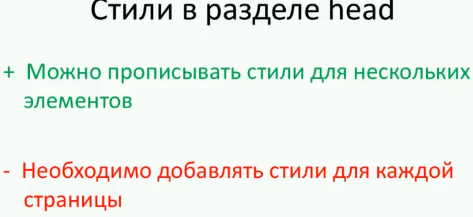 Стили в разделе head
+ Можно прописывать стили для нескольких
элементов
- Необходимо добавлять стили для каждой
страницы